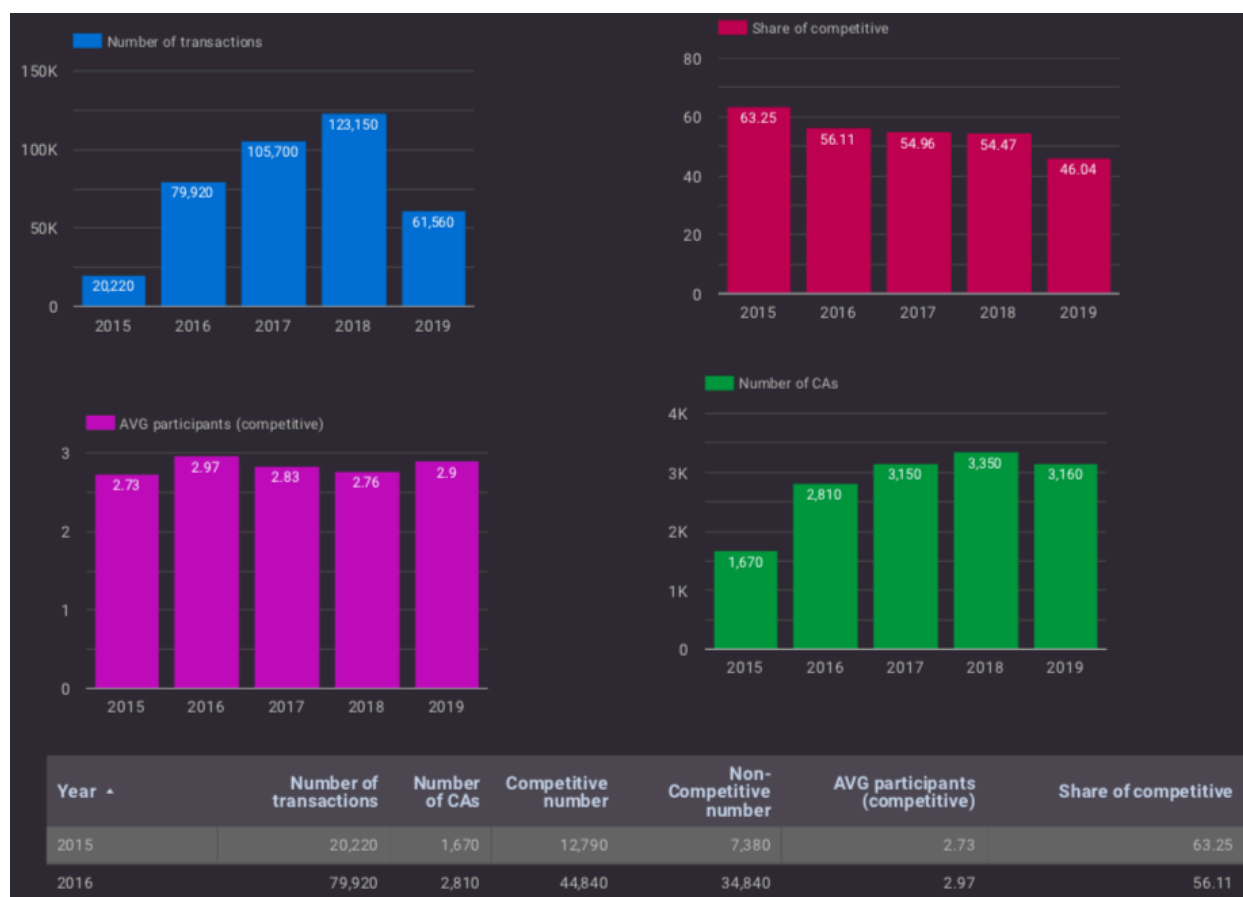 Number of transactions
150K
100K
50K
0
20,220
79,920
105,700
123,150
61,560
2015 2016 2017 2018 2019
Share of competitive
80
60
40
20
0
63.25
56.11
54.96
54.47
46.04
2015 2016 2017 2018 2019
AVG participants (competitive)
3
2
1
0
2.73
2.97
2.83
2.76
2.9
2015 2016 2017 2018 2019
Number of CAs
4K
3K
2K
1K
0
1,670
2,810
3,150
3,350
3,160
2015 2016 2017 2018 2019
Year Number of transactions Number of CAs Competitive number Non-Competitive number AVG participants (competitive) Share of competitive
2015 20,220 1,670 12,790 7,380 2.73 63.25
2016 79,920 2,810 44,840 34,840 2.97 56.11